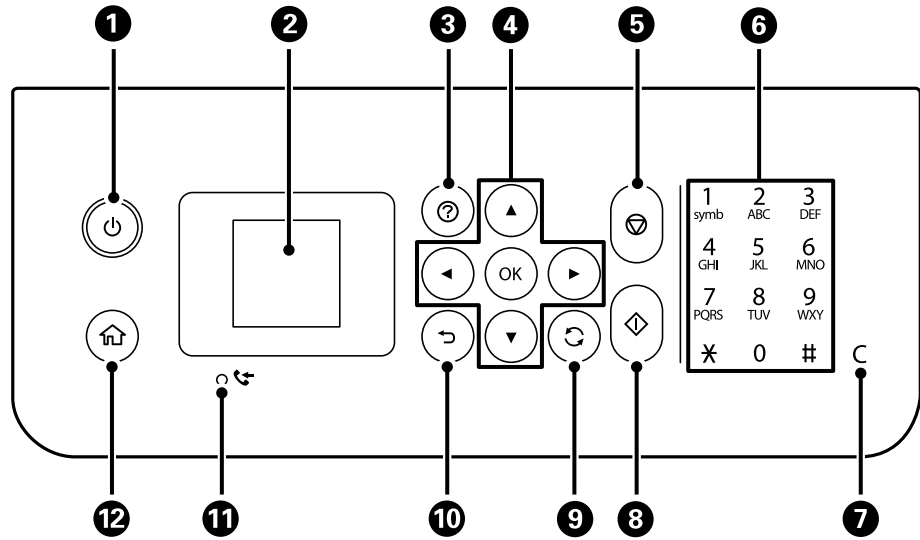 1 2 3 4 5 6
1 2 3
symb ABC DEF
4 5 6
GHI JKL MNO
OK
7 8 9
PQRS TUV WXY
* 0 # C
12 11 10 9 8 7